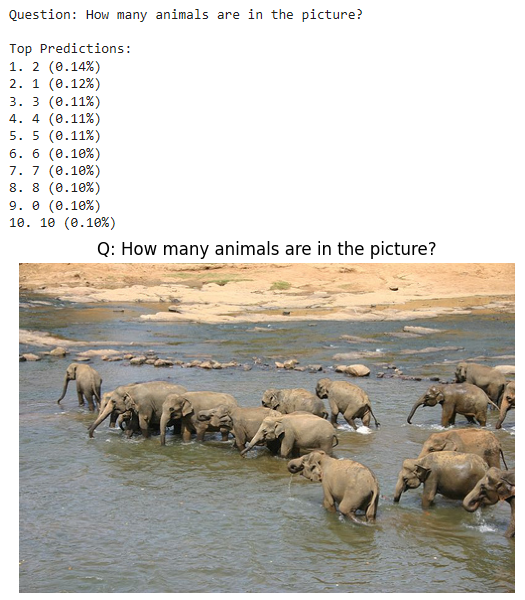 Question: How many animals are in the picture?
Top Predictions:
1. 2 (0.14%)
2. 1 (0.12%)
3. 3 (0.11%)
4. 4 (0.11%)
5. 5 (0.11%)
6. 6 (0.10%)
7. 7 (0.10%)
8. 8 (0.10%)
9. 0 (0.10%)
10. 10 (0.10%)
Q: How many animals are in the picture?